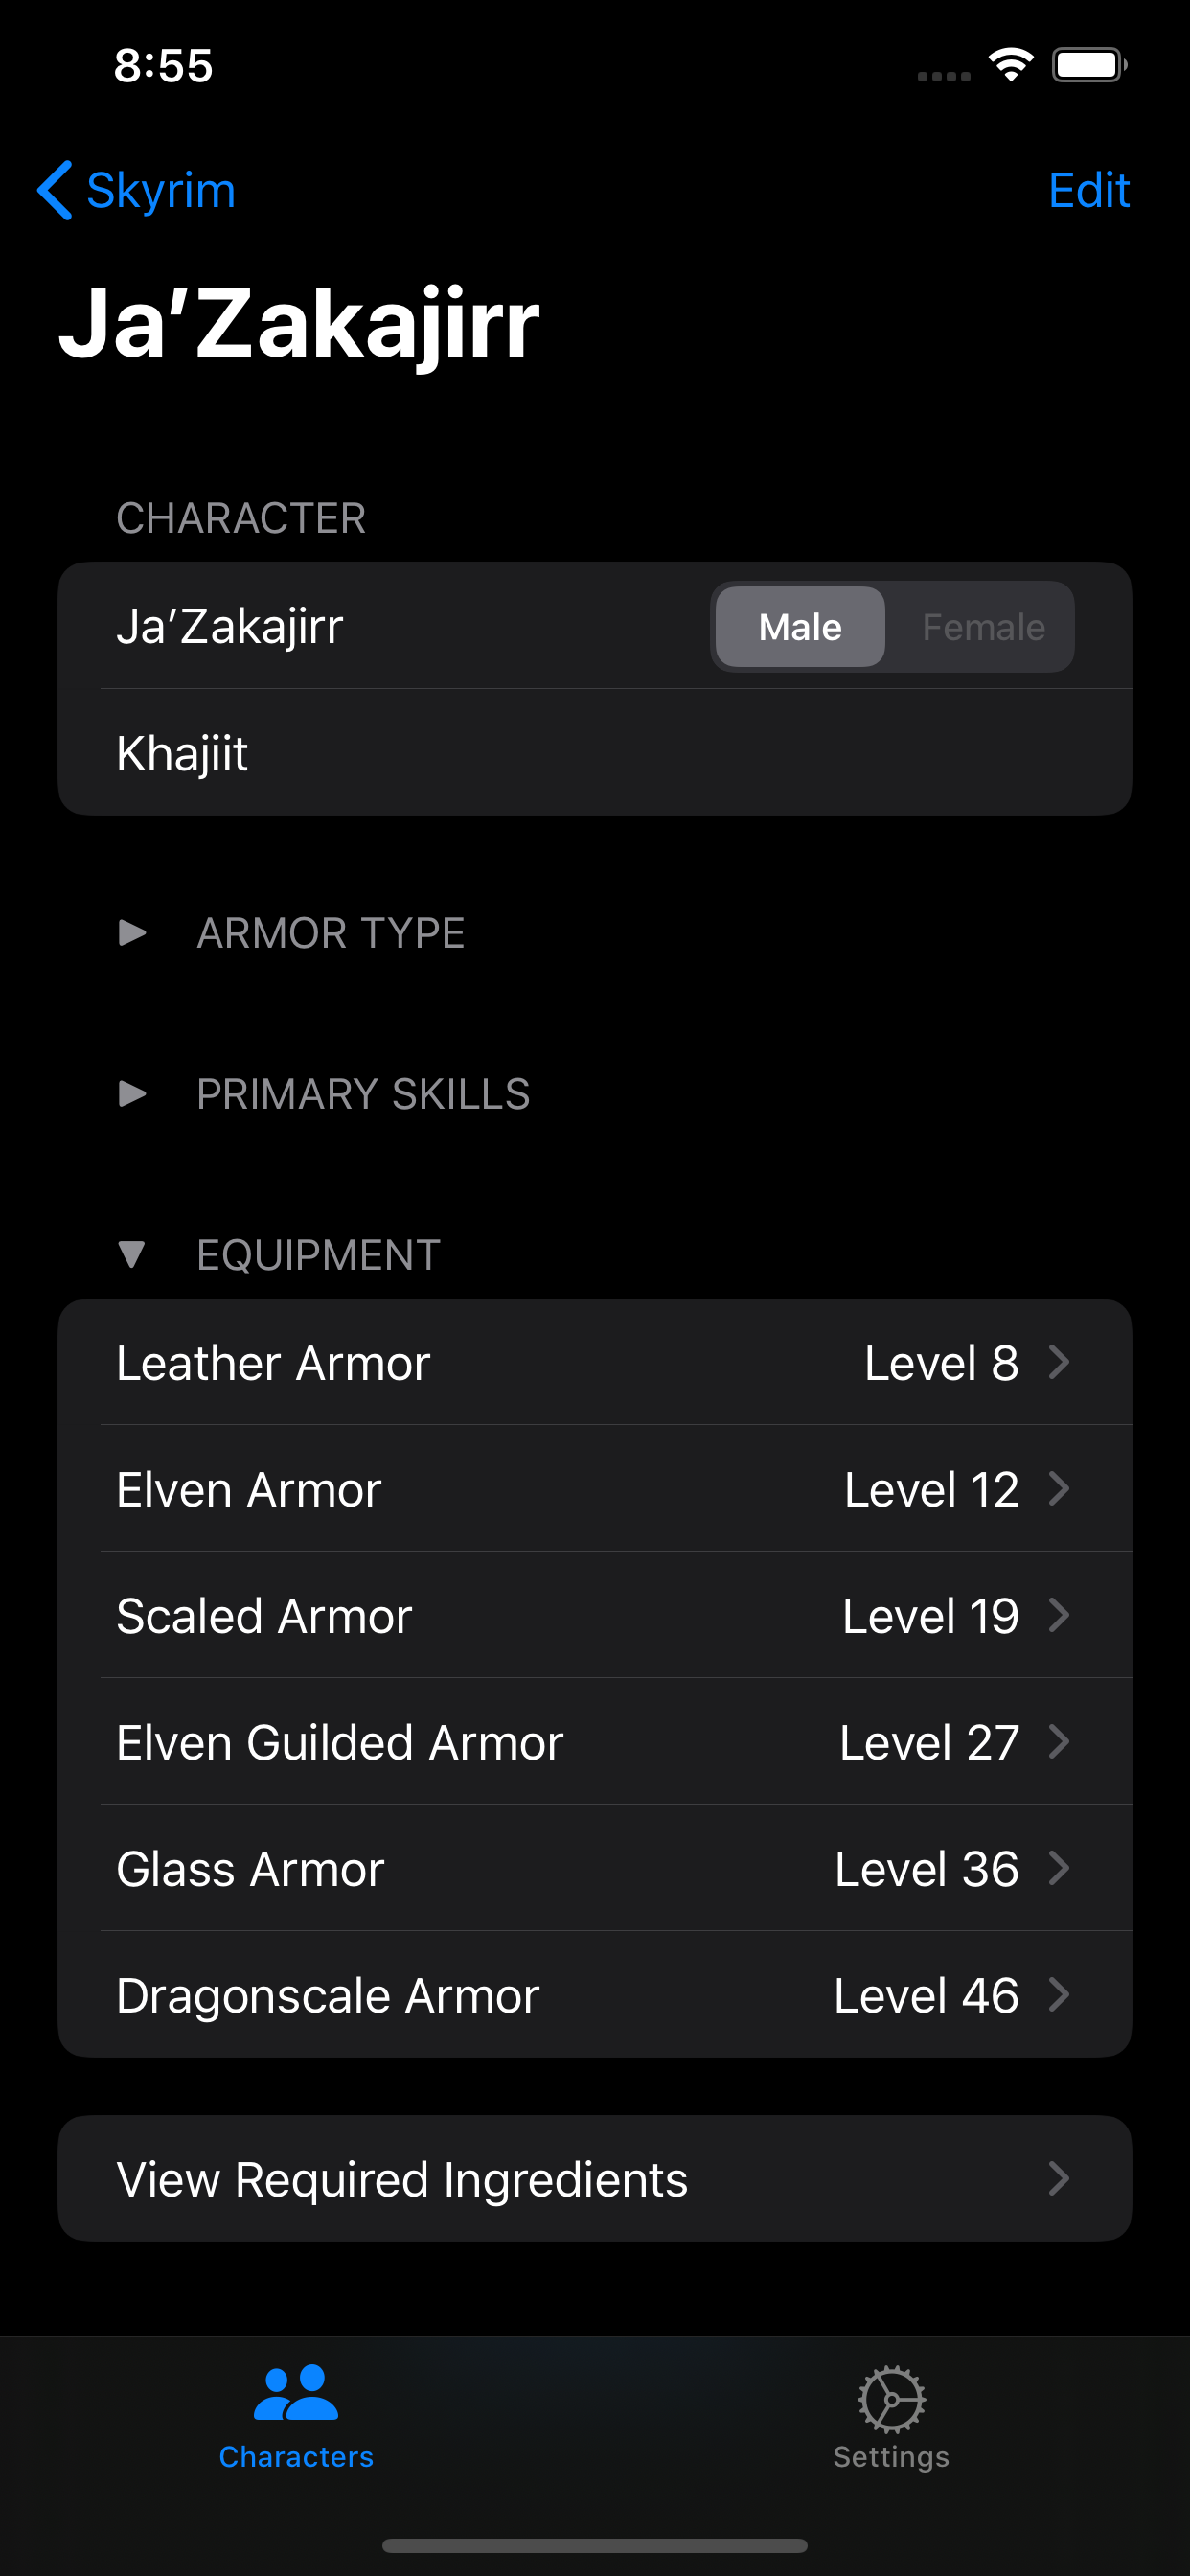 8:55
Skyrim Edit
Ja’Zakajirr
CHARACTER
Ja’Zakajirr Male Female
Khajiit
ARMOR TYPE
PRIMARY SKILLS
EQUIPMENT
Leather Armor Level 8
Elven Armor Level 12
Scaled Armor Level 19
Elven Guilded Armor Level 27
Glass Armor Level 36
Dragonscale Armor Level 46
View Required Ingredients
Characters Settings